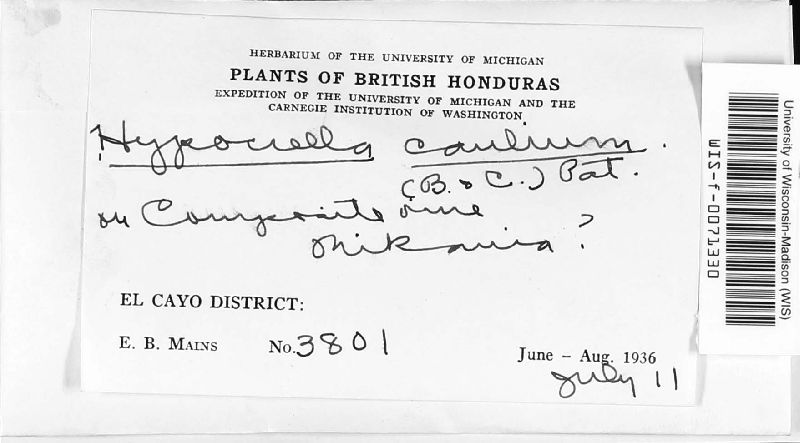 HERBARIUM OF THE UNIVERSITY OF MICHIGAN
PLANTS OF BRITISH HONDURAS
EXPEDITION OF THE UNIVERSITY OF MICHIGAN AND THE
CARNEGIE INSTITUTION OF WASHINGTON
Hypocrella caulium.
(B. & C.) Pat.
on Composite vine
Mikania?
EL CAYO DISTRICT:
E. B. MAINS No. 3801
June – Aug. 1936
July 11
University of Wisconsin-Madison (WIS)
WIS-f-0071330